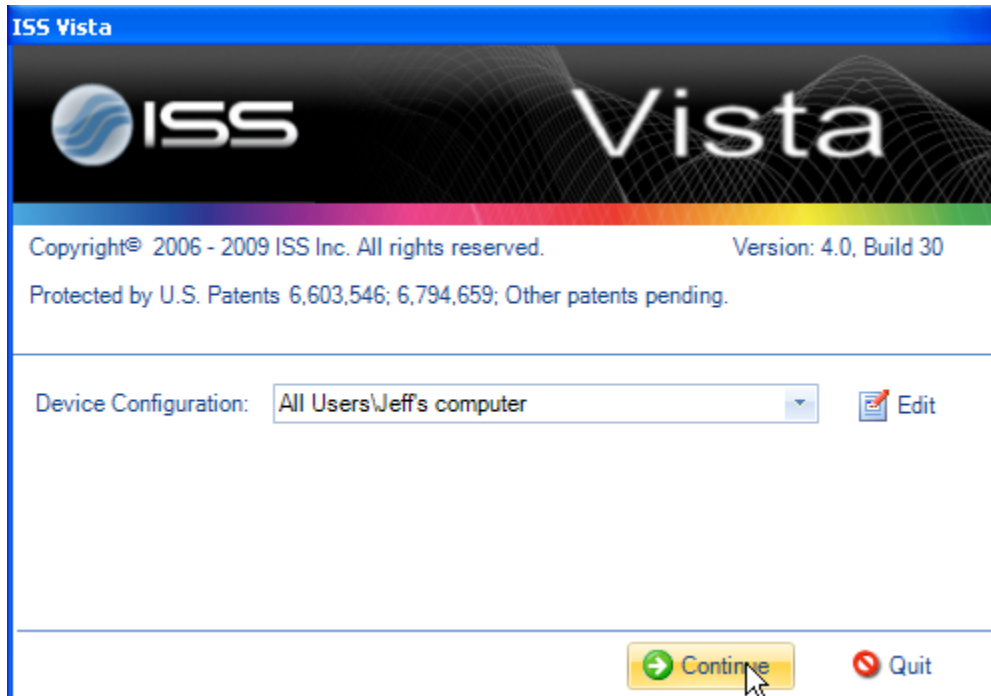 ISS Vista
ISS Vista
Copyright© 2006 - 2009 ISS Inc. All rights reserved. Version: 4.0, Build 30
Protected by U.S. Patents 6,603,546; 6,794,659; Other patents pending.
Device Configuration: All Users\Jeff's computer Edit
Continue Quit